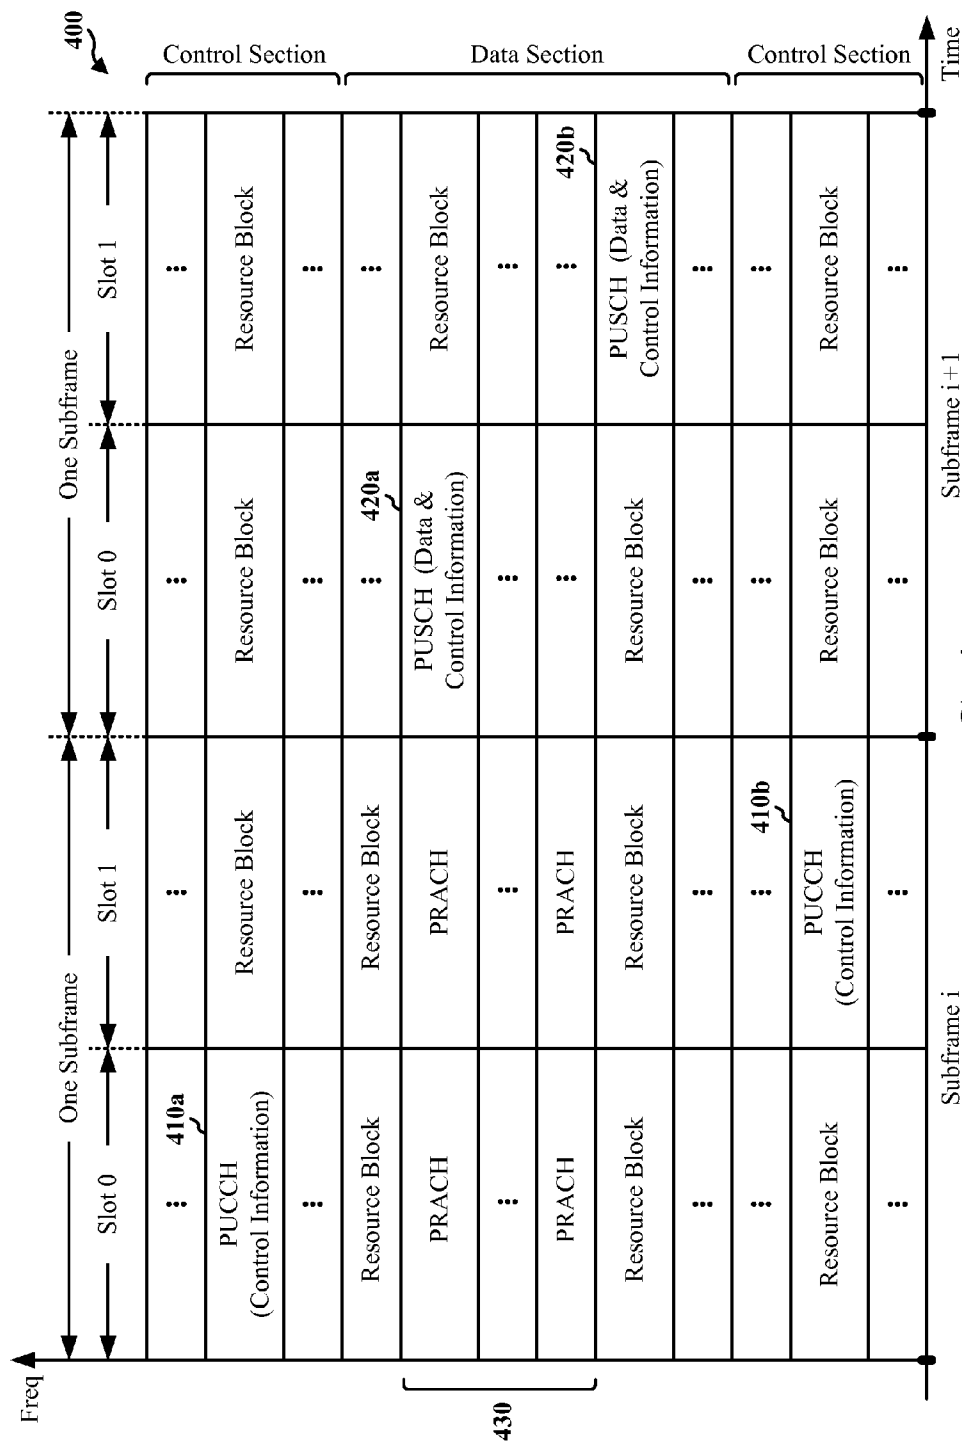 Freq
400
One Subframe One Subframe
Slot 0 Slot 1 Slot 0 Slot 1
Control Section
... ... ... ...
410a
PUCCH
(Control Information) Resource Block Resource Block Resource Block
... ... ... ...
Data Section
Resource Block Resource Block ... ...
420a
PRACH PRACH PUSCH (Data &
Control Information) Resource Block
430
... ... ... ...
PRACH PRACH ... ...
420b
Resource Block Resource Block Resource Block PUSCH (Data &
Control Information)
... ... ... ...
Control Section
... ... ... ...
410b
Resource Block PUCCH
(Control Information) Resource Block Resource Block
... ... ... ...
Subframe i Subframe i + 1 Time